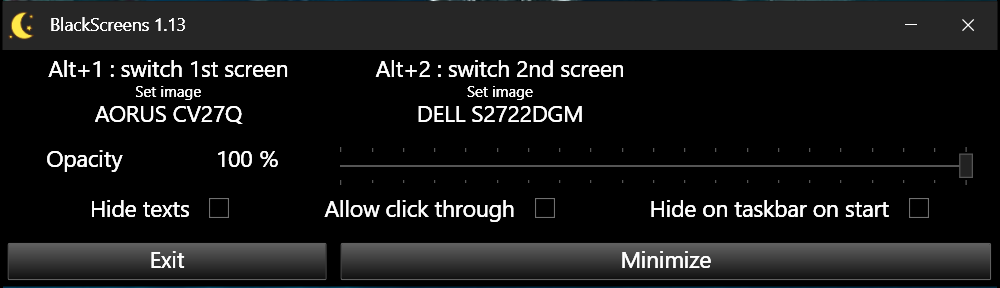 BlackScreens 1.13
Alt+1 : switch 1st screen
Alt+2 : switch 2nd screen
Set image
Set image
AORUS CV27Q
DELL S2722DGM
Opacity 100 %
Hide texts
Allow click through
Hide on taskbar on start
Exit
Minimize